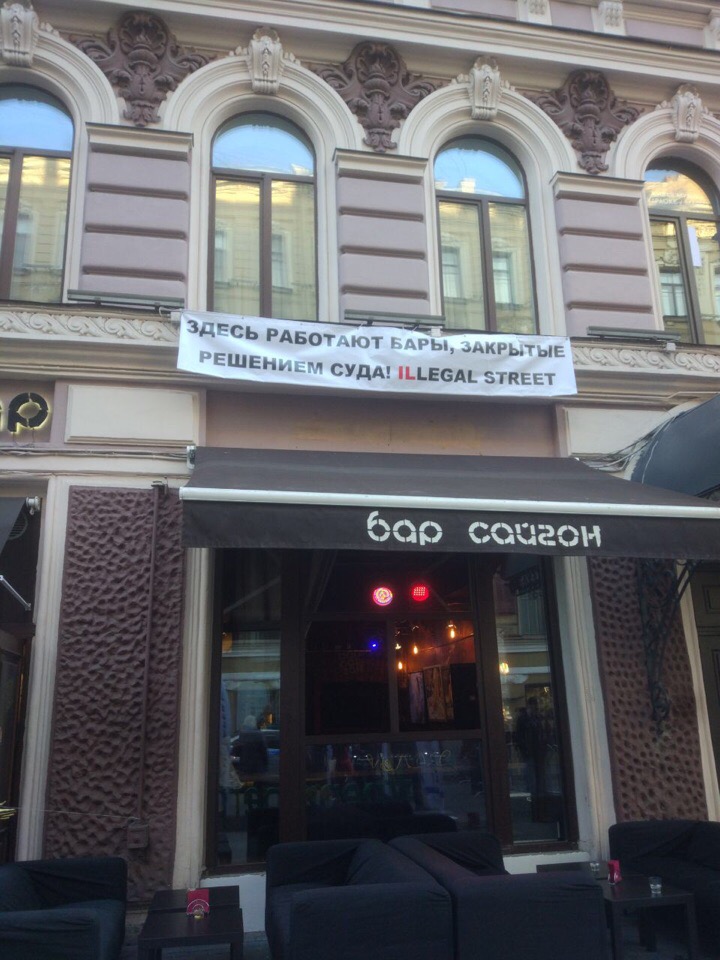 ЗДЕСЬ РАБОТАЮТ БАРЫ, ЗАКРЫТЫЕ
РЕШЕНИЕМ СУДА! ILLEGAL STREET
бар сайгон